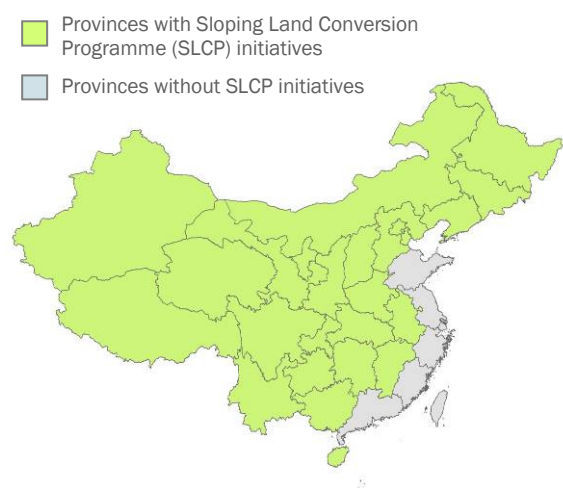 Provinces with Sloping Land Conversion
Programme (SLCP) initiatives
Provinces without SLCP initiatives